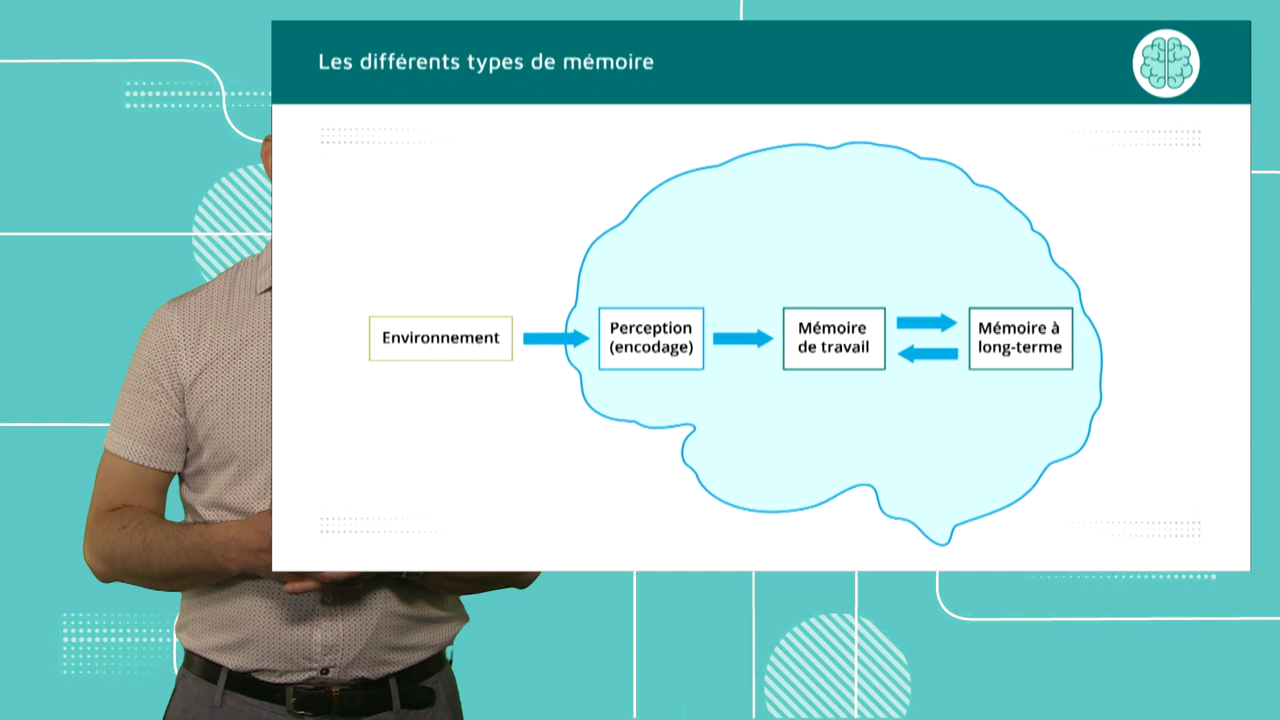 Les différents types de mémoire
Environnement
Perception
(encodage)
Mémoire
de travail
Mémoire à
long-terme